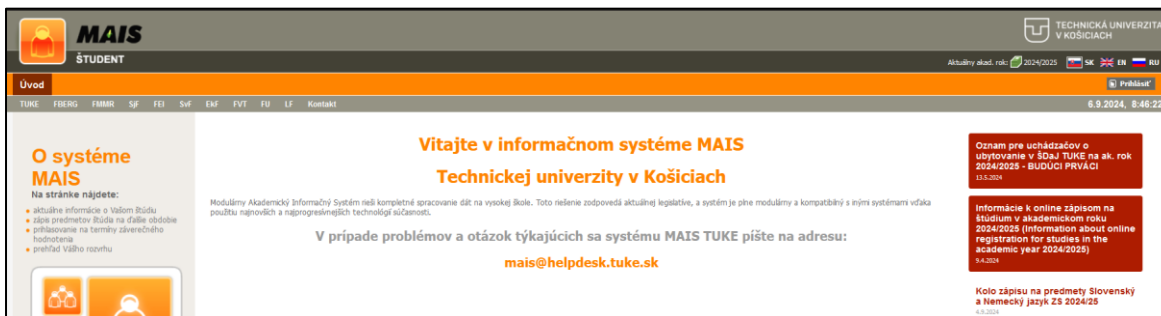 MAIS
ŠTUDENT
TECHNICKÁ UNIVERZITA
V KOŠICIACH
Aktuálny akad. rok: 2024/2025 SK EN RU
Úvod
Prihlásiť
TUKE FBERG FMMR SjF FEI SvF EkF FVT FU LF Kontakt
6.9.2024, 8:46:22
O systéme
MAIS
Na stránke nájdete:
aktuálne informácie o Vašom štúdiu
zápis predmetov štúdia na ďalšie obdobie
prihlasovanie na termíny záverečného
hodnotenia
prehľad Vášho rozvrhu
Vitajte v informačnom systéme MAIS
Technickej univerzity v Košiciach
Modulárny Akademický Informačný Systém rieši kompletné spracovanie dát na vysokej škole. Toto riešenie zodpovedá aktuálnej legislatíve, a systém je plne modulárny a kompatibilný s inými systémami vďaka
použitiu najnovších a najprogresívnejších technológií súčasnosti.
V prípade problémov a otázok týkajúcich sa systému MAIS TUKE píšte na adresu:
mais@helpdesk.tuke.sk
Oznam pre uchádzačov o
ubytovanie v ŠDaJ TUKE na ak. rok
2024/2025 - BUDÚCI PRVÁCI
13.5.2024
Informácie k online zápisom na
štúdium v akademickom roku
2024/2025 (Information about online
registration for studies in the
academic year 2024/2025)
9.4.2024
Kolo zápisu na predmety Slovenský
a Nemecký jazyk ZS 2024/25
4.9.2024